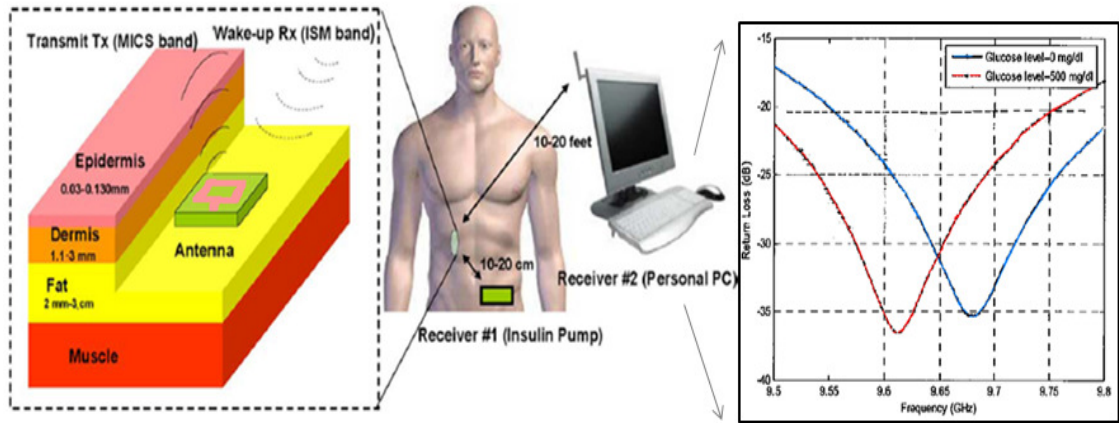 Transmit Tx (MICS band)
Wake-up Rx (ISM band)
Epidermis
0.03-0.130mm
Dermis
1.1-3 mm
Fat
2 mm-3 cm
Muscle
Antenna
10-20 feet
10-20 cm
Receiver #1 (Insulin Pump)
Receiver #2 (Personal PC)
Glucose level=0 mg/dl
Glucose level=500 mg/dl
Return Loss (dB)
-15
-20
-25
-30
-35
-40
9.5
9.55
9.6
9.65
9.7
9.75
9.8
Frequency (GHz)